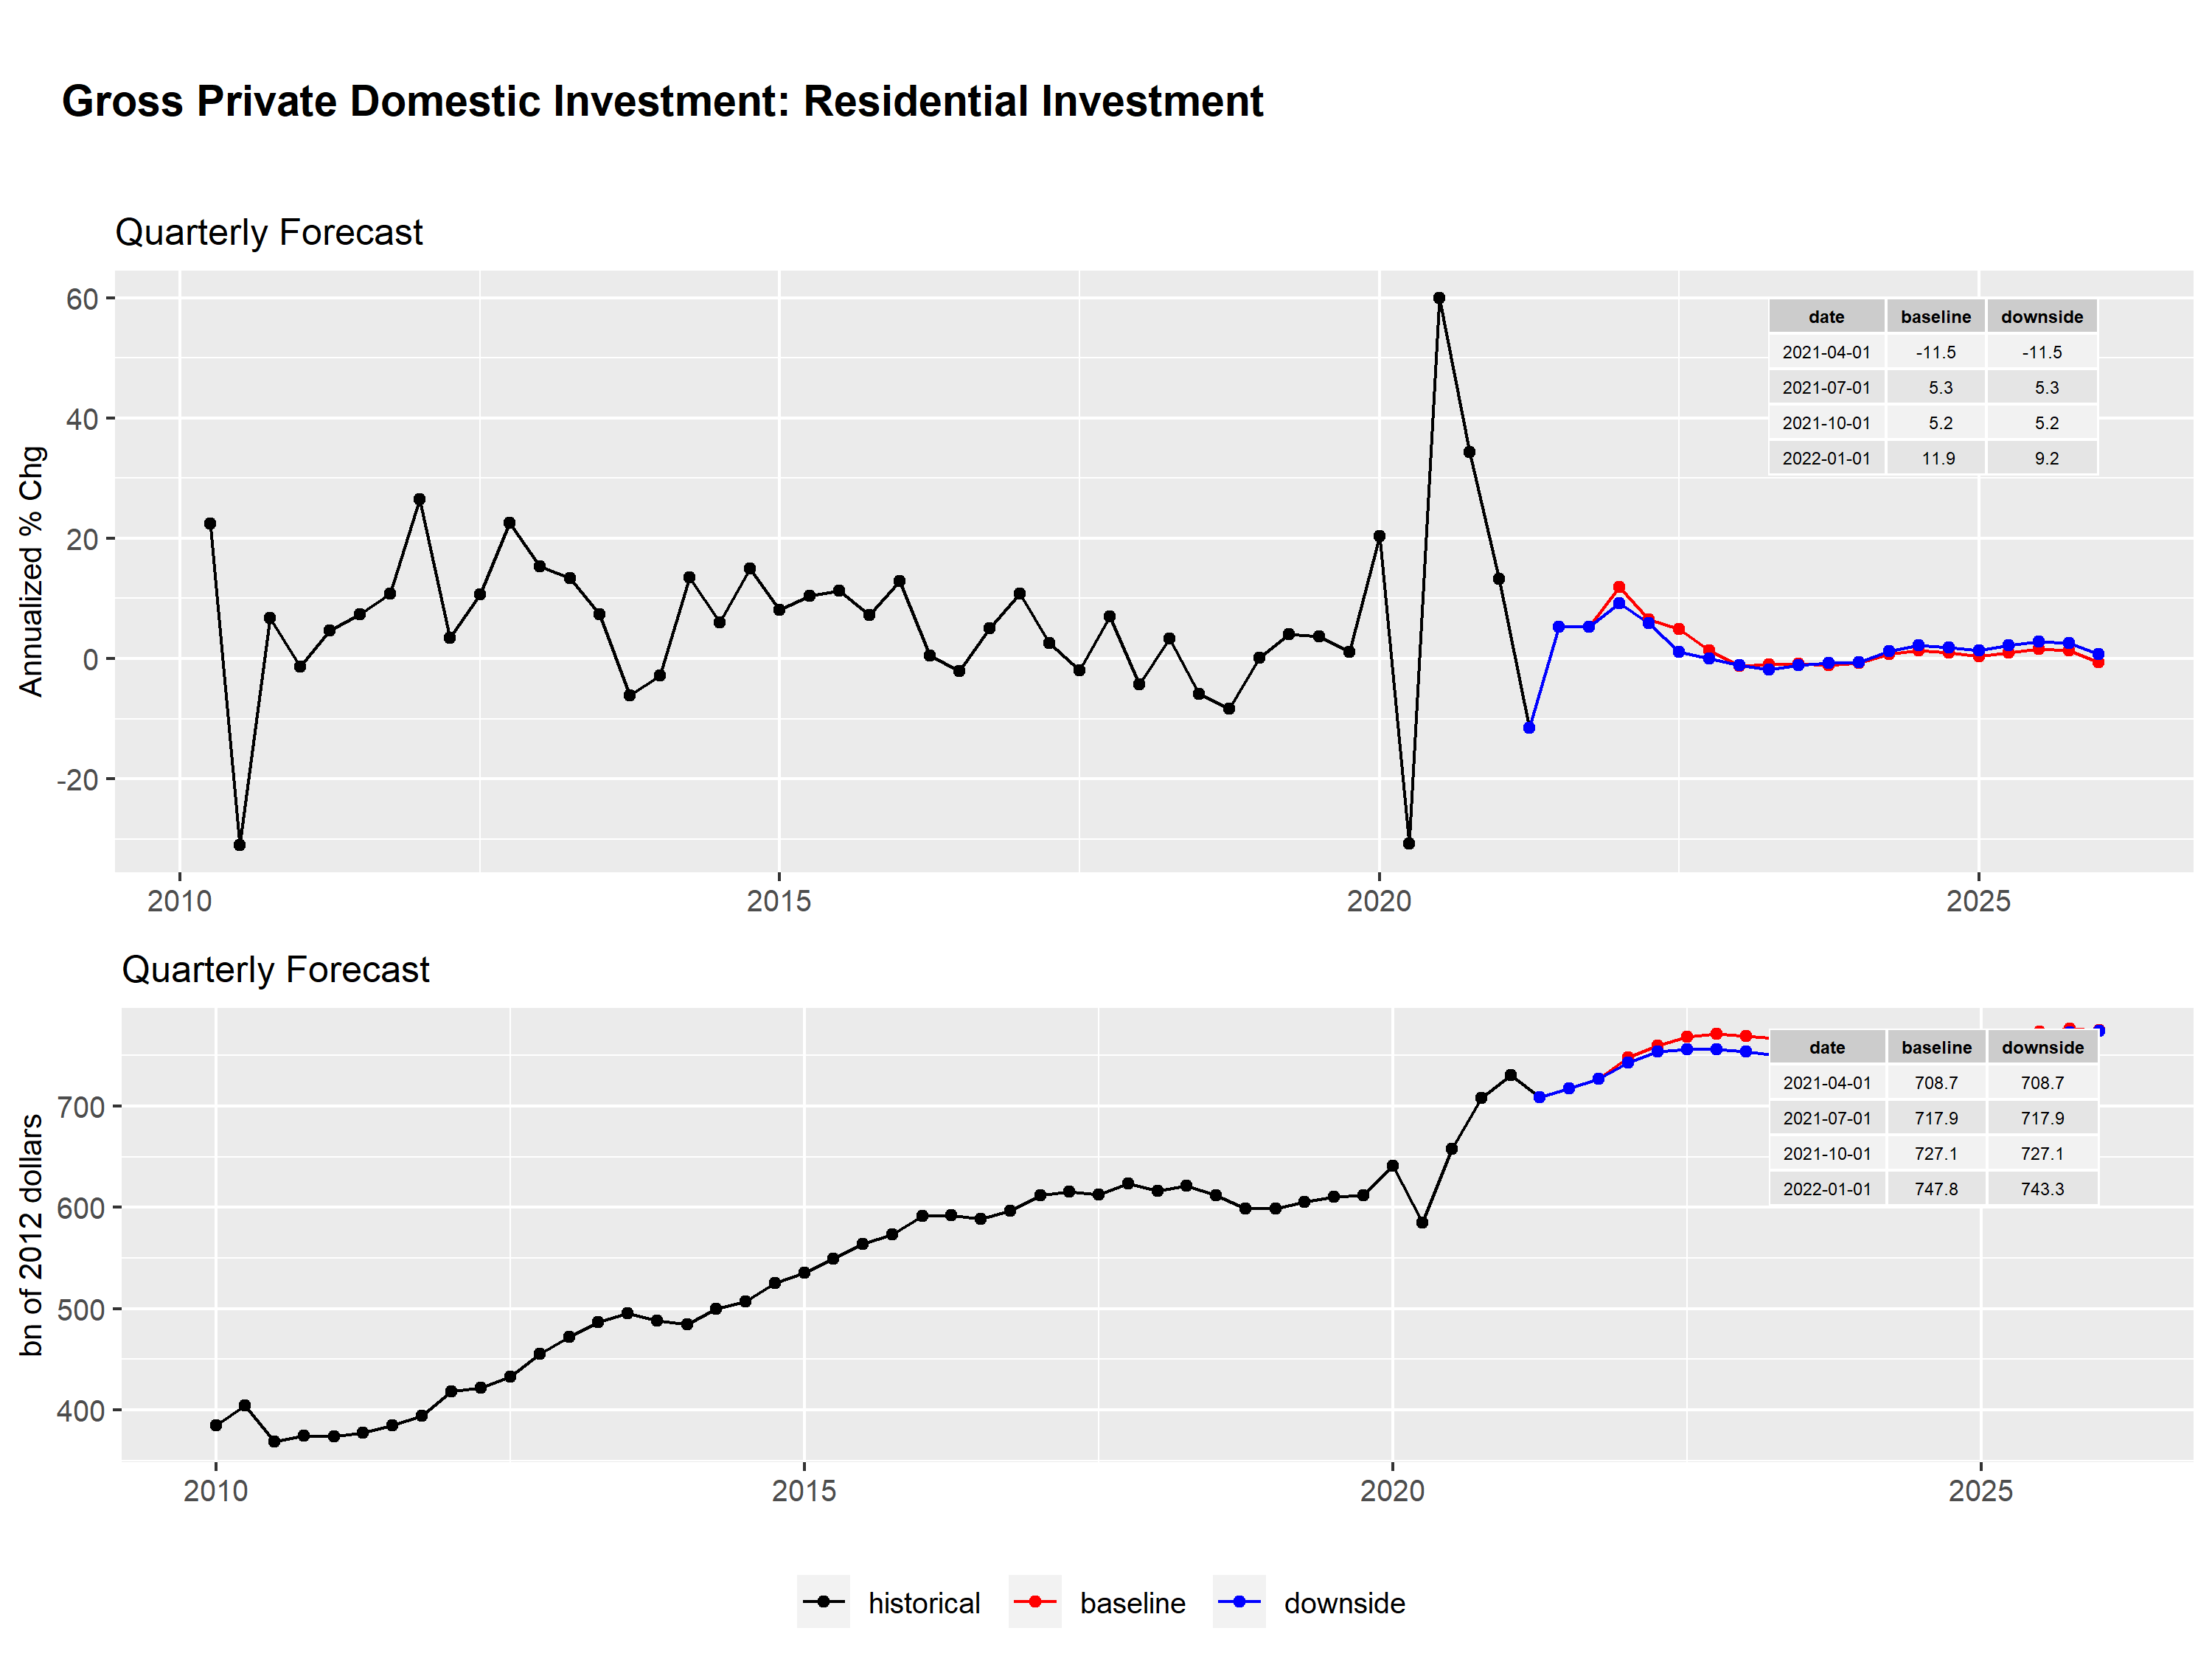 Gross Private Domestic Investment: Residential Investment
Quarterly Forecast
Annualized % Chg
60
40
20
0
-20
date baseline downside
2021-04-01 -11.5 -11.5
2021-07-01 5.3 5.3
2021-10-01 5.2 5.2
2022-01-01 11.9 9.2
2010 2015 2020 2025
Quarterly Forecast
bn of 2012 dollars
700
600
500
400
date baseline downside
2021-04-01 708.7 708.7
2021-07-01 717.9 717.9
2021-10-01 727.1 727.1
2022-01-01 747.8 743.3
2010 2015 2020 2025
historical baseline downside